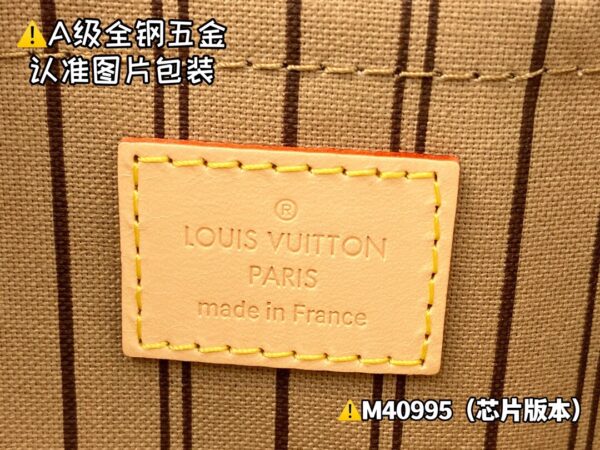 ⚠️A级全钢五金
认准图片包装
®
LOUIS VUITTON
PARIS
made in France
⚠️M40995（芯片版本）